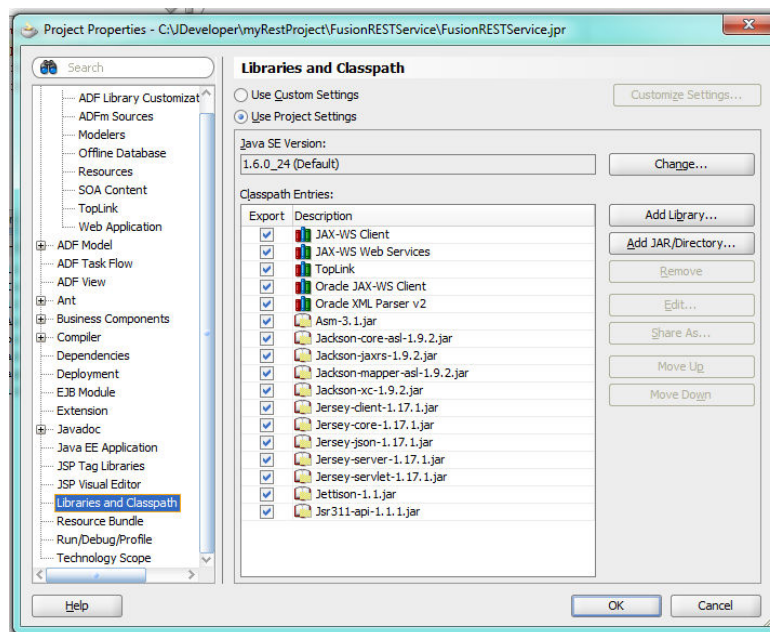 Project Properties - C:\JDeveloper\myRestProject\FusionRESTService\FusionRESTService.jpr
Search
ADF Library Customizat
ADFm Sources
Modelers
Offline Database
Resources
SOA Content
TopLink
Web Application
ADF Model
ADF Task Flow
ADF View
Ant
Business Components
Compiler
Dependencies
Deployment
EJB Module
Extension
Javadoc
Java EE Application
JSP Tag Libraries
JSP Visual Editor
Libraries and Classpath
Resource Bundle
Run/Debug/Profile
Technology Scope
Libraries and Classpath
Use Custom Settings
Customize Settings...
Use Project Settings
Java SE Version:
1.6.0_24 (Default)
Change...
Classpath Entries:
Export Description
JAX-WS Client
JAX-WS Web Services
TopLink
Oracle JAX-WS Client
Oracle XML Parser v2
Asm-3.1.jar
Jackson-core-asl-1.9.2.jar
Jackson-jaxrs-1.9.2.jar
Jackson-mapper-asl-1.9.2.jar
Jackson-xc-1.9.2.jar
Jersey-client-1.17.1.jar
Jersey-core-1.17.1.jar
Jersey-json-1.17.1.jar
Jersey-server-1.17.1.jar
Jersey-servlet-1.17.1.jar
Jettison-1.1.jar
Jsr311-api-1.1.1.jar
Add Library...
Add JAR/Directory...
Remove
Edit...
Share As...
Move Up
Move Down
Help
OK
Cancel